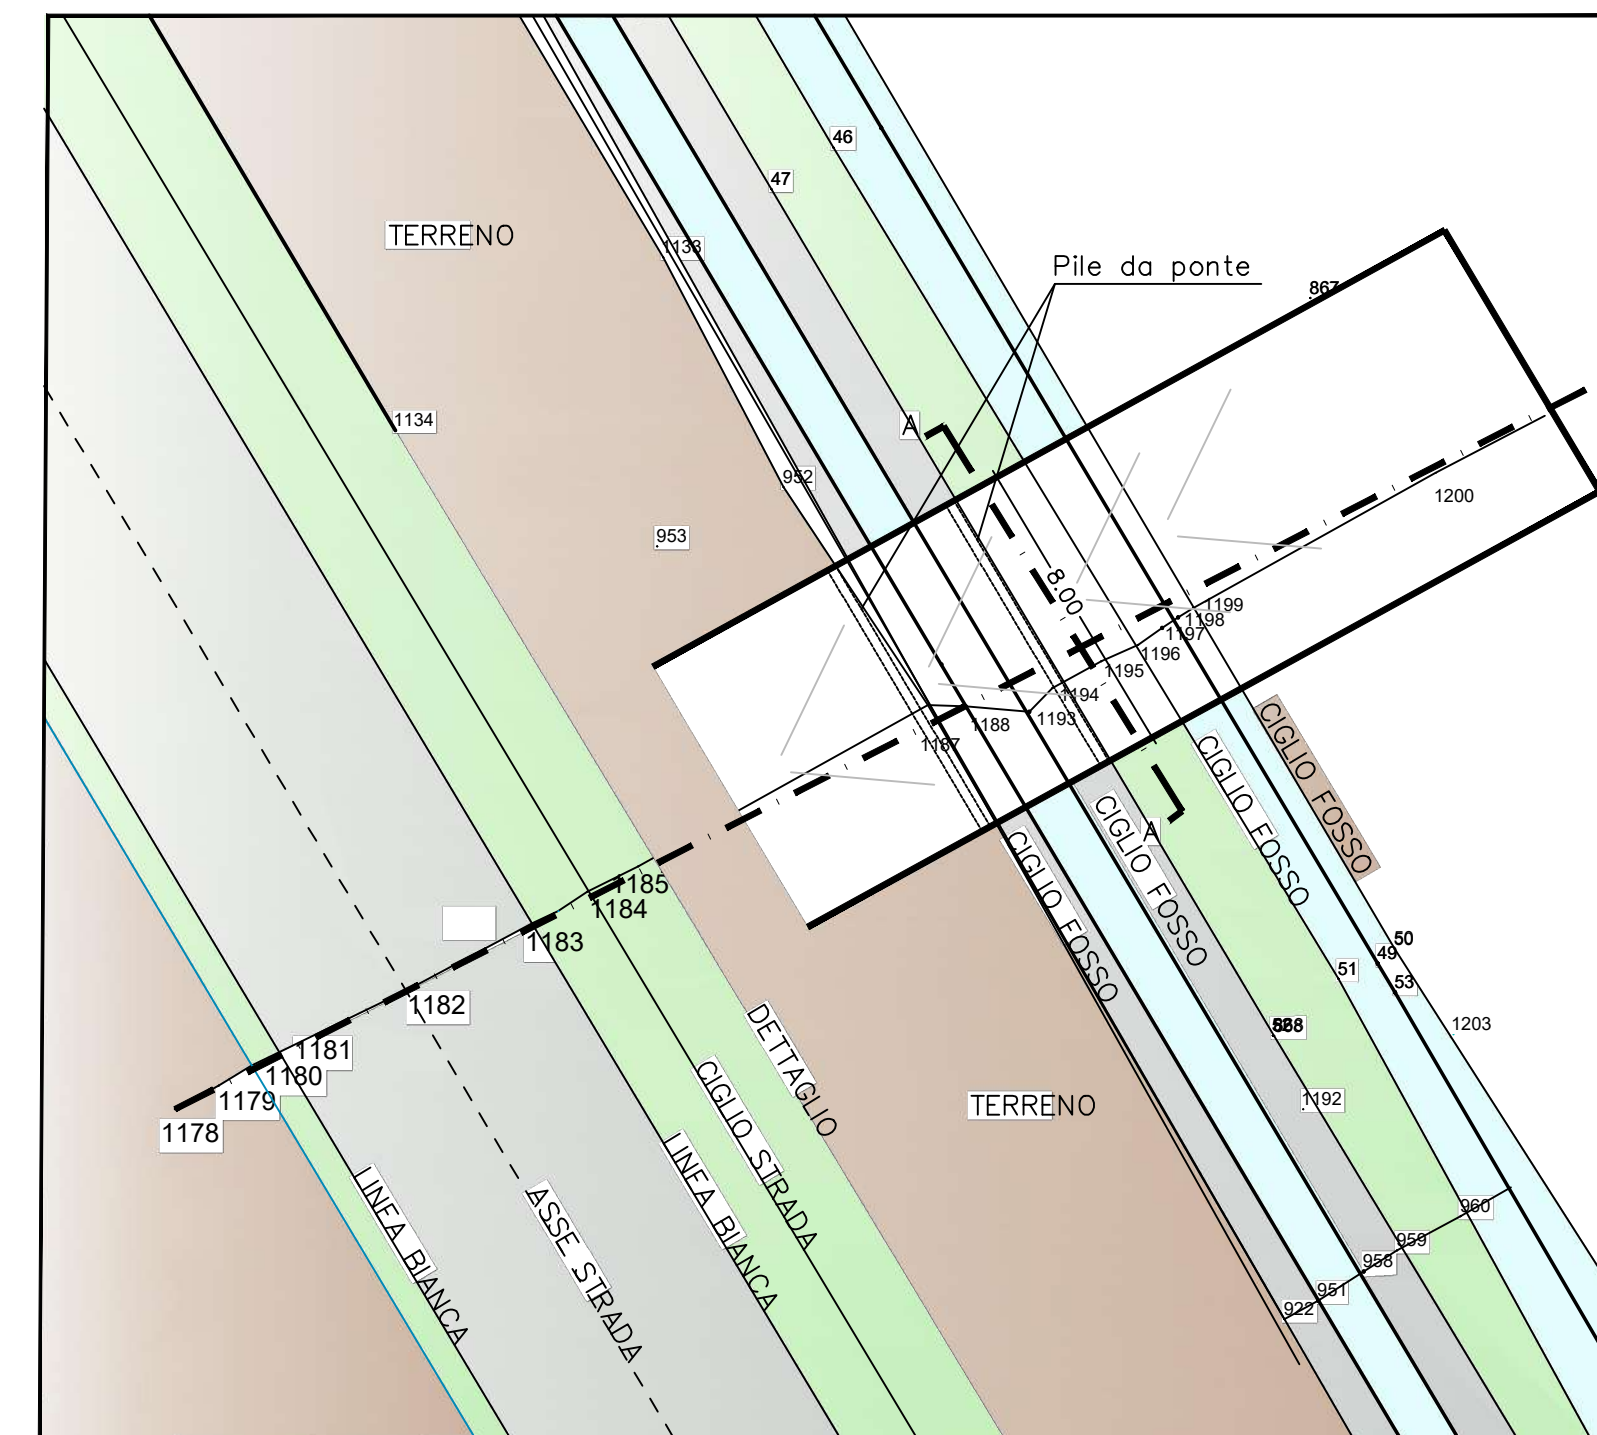 46
47
TERRENO
1133
Pile da ponte
867
1134
A
952
1200
953
8.00
1199
1198
1197
1196
1195
1194
1193
1188
1187
CIGLIO FOSSO
CIGLIO FOSSO
CIGLIO FOSSO
CIGLIO FOSSO
A
1185
1184
1183
1182
1181
1180
1179
1178
50
49
51
53
1203
1192
DETTAGLIO
CIGLIO STRADA
TERRENO
LINEA BIANCA
ASSE STRADA
LINEA BIANCA
960
959
958
951
922